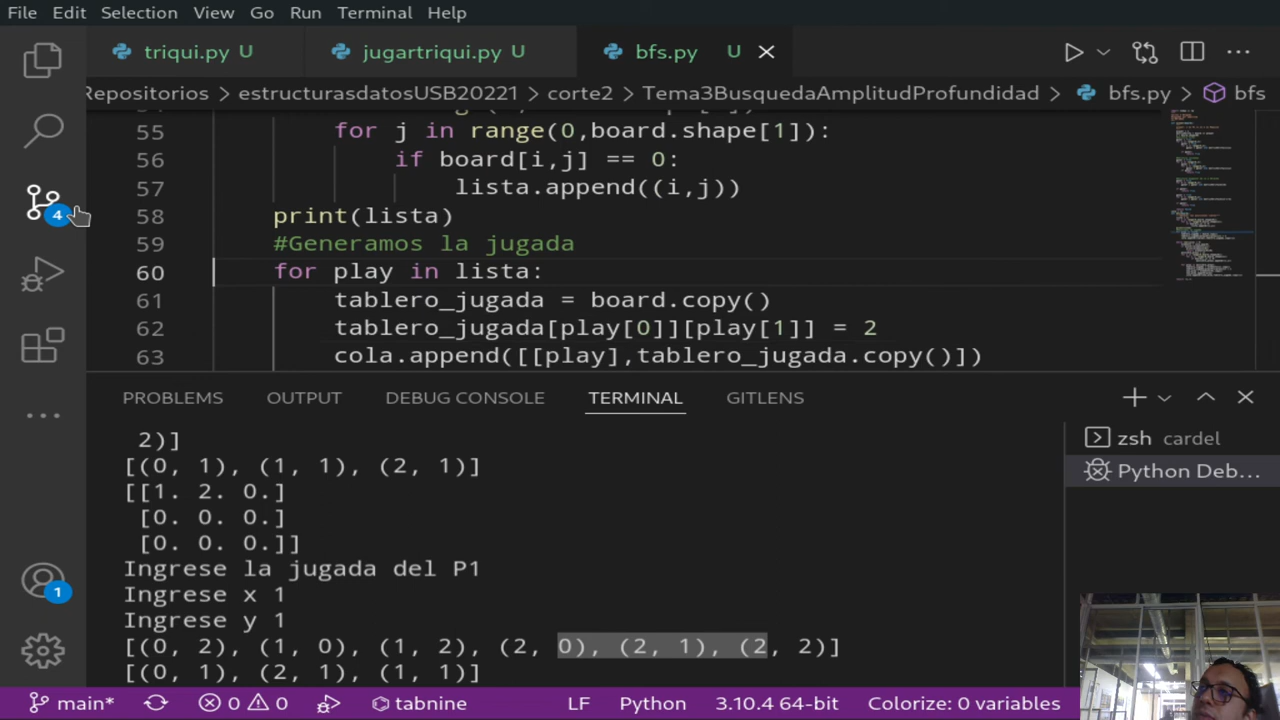 File Edit Selection View Go Run Terminal Help
triqui.py U jugartriqui.py U bfs.py U
Repositorios > estructurasdatosUSB20221 > corte2 > Tema3BusquedaAmplitudProfundidad > bfs.py > bfs
55 for j in range(0,board.shape[1]):
56 if board[i,j] == 0:
57 lista.append((i,j))
58 print(lista)
59 #Generamos la jugada
60 for play in lista:
61 tablero_jugada = board.copy()
62 tablero_jugada[play[0]][play[1]] = 2
63 cola.append([[play],tablero_jugada.copy()])
PROBLEMS OUTPUT DEBUG CONSOLE TERMINAL GITLENS
2)]
[(0, 1), (1, 1), (2, 1)]
[[1. 2. 0.]
[0. 0. 0.]
[0. 0. 0.]]
Ingrese la jugada del P1
Ingrese x 1
Ingrese y 1
[(0, 2), (1, 0), (1, 2), (2, 0), (2, 1), (2, 2)]
[(0, 1), (2, 1), (1, 1)]
zsh cardel
Python Deb...
4
1
main* 0 0 tabnine LF Python 3.10.4 64-bit Colorize: 0 variables